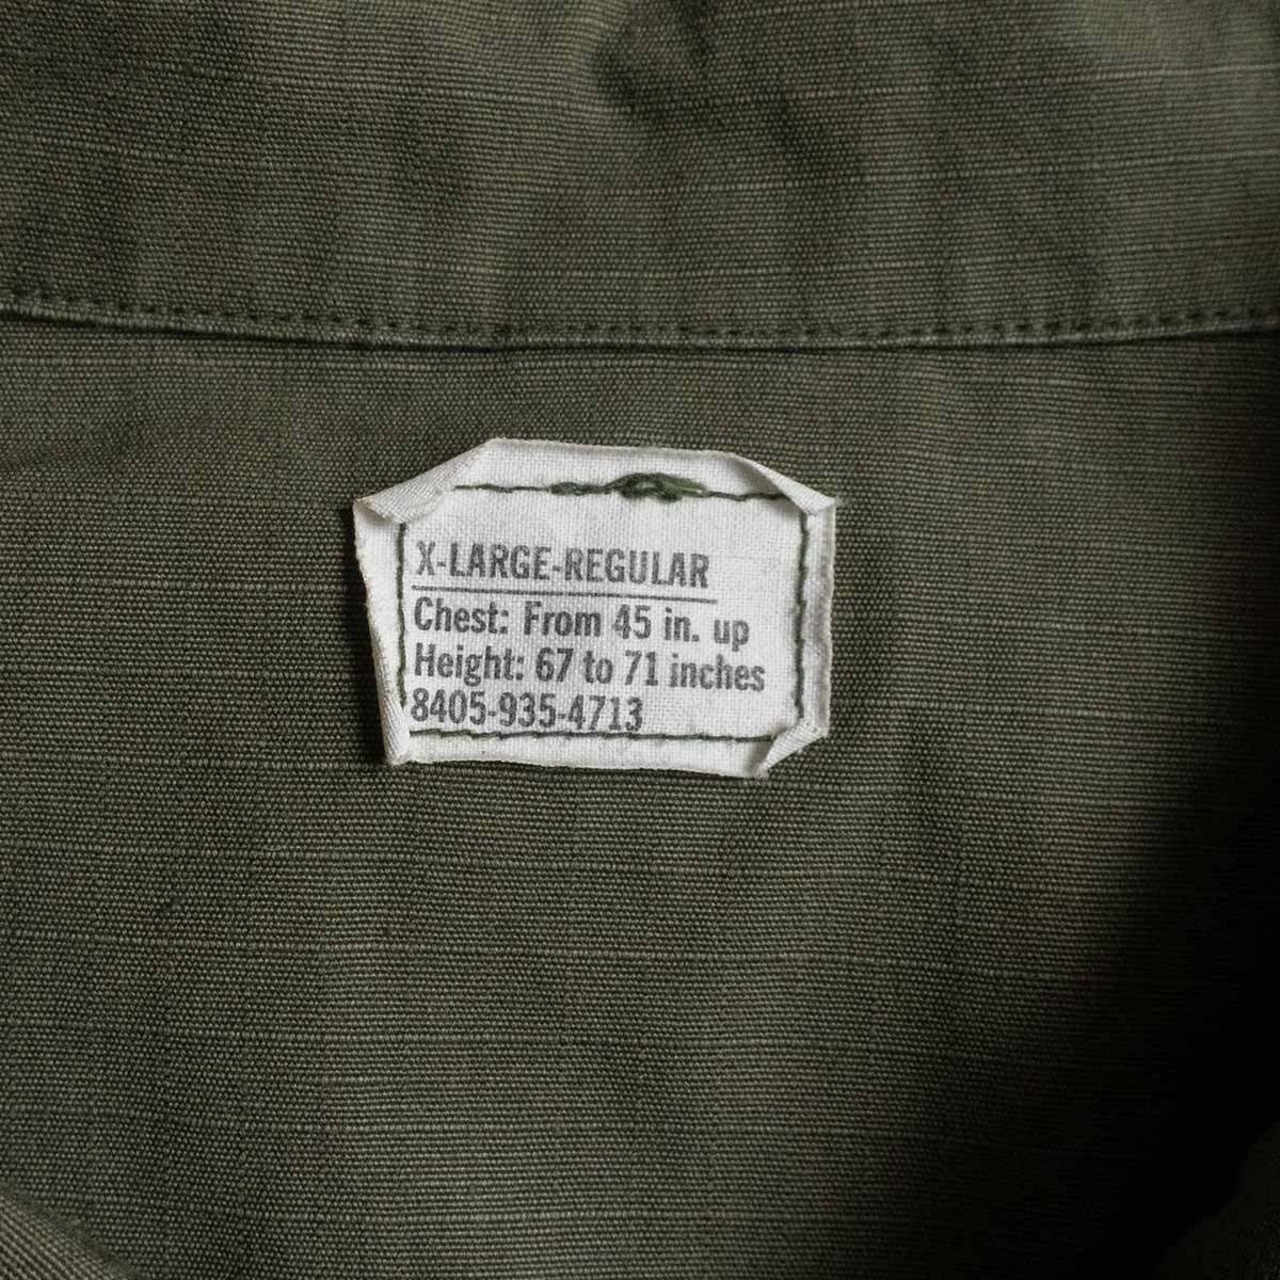 X-LARGE-REGULAR
Chest: From 45 in. up
Height: 67 to 71 inches
8405-935-4713